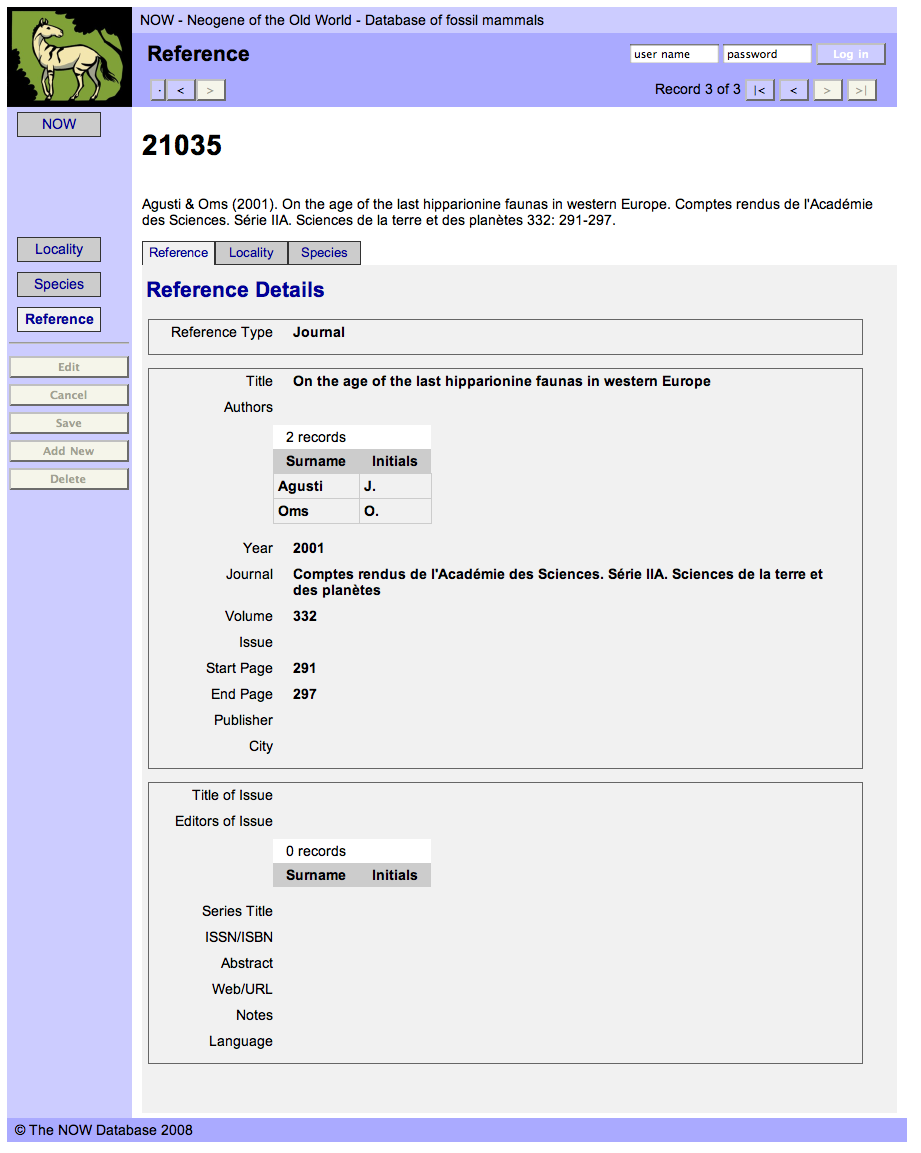 NOW - Neogene of the Old World - Database of fossil mammals
Reference
user name password Log in
· < > Record 3 of 3 |< < > >|
NOW
21035
Agusti & Oms (2001). On the age of the last hipparionine faunas in western Europe. Comptes rendus de l'Académie
des Sciences. Série IIA. Sciences de la terre et des planètes 332: 291-297.
Locality
Species
Reference
Edit
Cancel
Save
Add New
Delete
Reference Locality Species
Reference Details
Reference Type Journal
Title On the age of the last hipparionine faunas in western Europe
Authors
2 records
Surname Initials
Agusti J.
Oms O.
Year 2001
Journal Comptes rendus de l'Académie des Sciences. Série IIA. Sciences de la terre et
des planètes
Volume 332
Issue
Start Page 291
End Page 297
Publisher
City
Title of Issue
Editors of Issue
0 records
Surname Initials
Series Title
ISSN/ISBN
Abstract
Web/URL
Notes
Language
© The NOW Database 2008